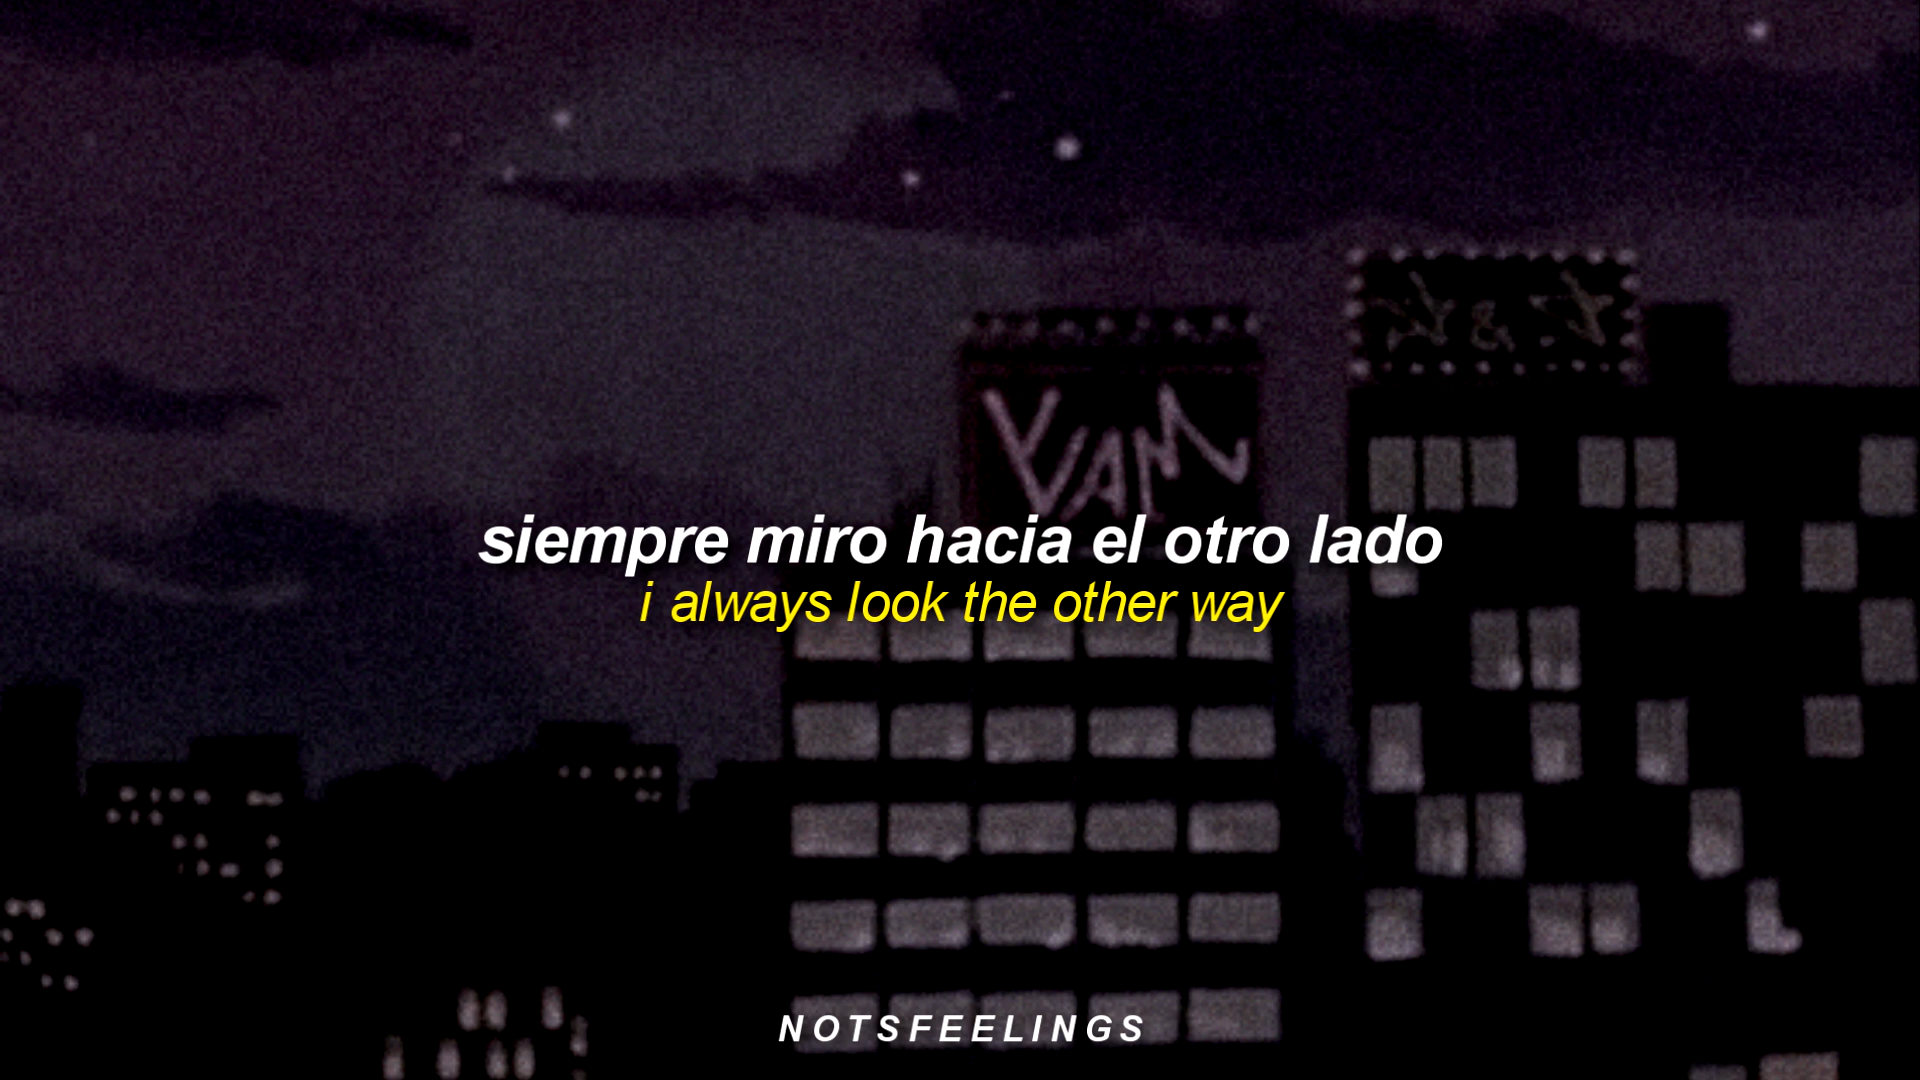 siempre miro hacia el otro lado
i always look the other way
NOTSFEELINGS